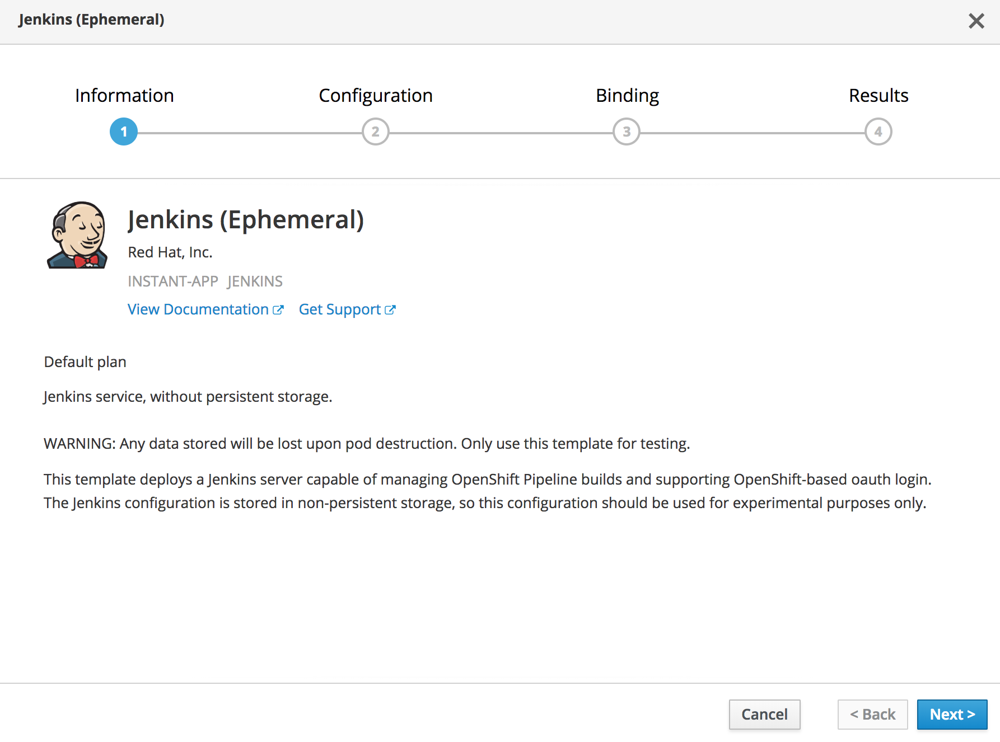 Jenkins (Ephemeral)
Information Configuration Binding Results
1 2 3 4
Jenkins (Ephemeral)
Red Hat, Inc.
INSTANT-APP JENKINS
View Documentation Get Support
Default plan
Jenkins service, without persistent storage.
WARNING: Any data stored will be lost upon pod destruction. Only use this template for testing.
This template deploys a Jenkins server capable of managing OpenShift Pipeline builds and supporting OpenShift-based oauth login.
The Jenkins configuration is stored in non-persistent storage, so this configuration should be used for experimental purposes only.
Cancel < Back Next >